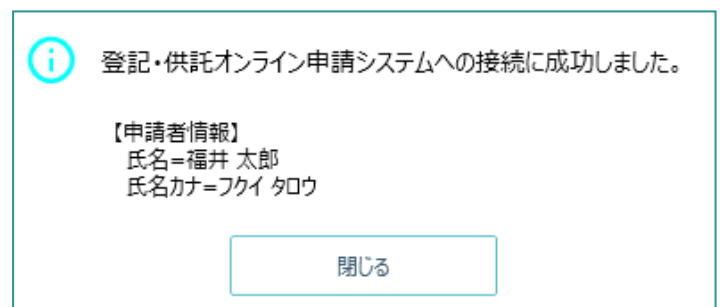 登記・供託オンライン申請システムへの接続に成功しました。
【申請者情報】
氏名=福井 太郎
氏名カナ=フクイ タロウ
閉じる